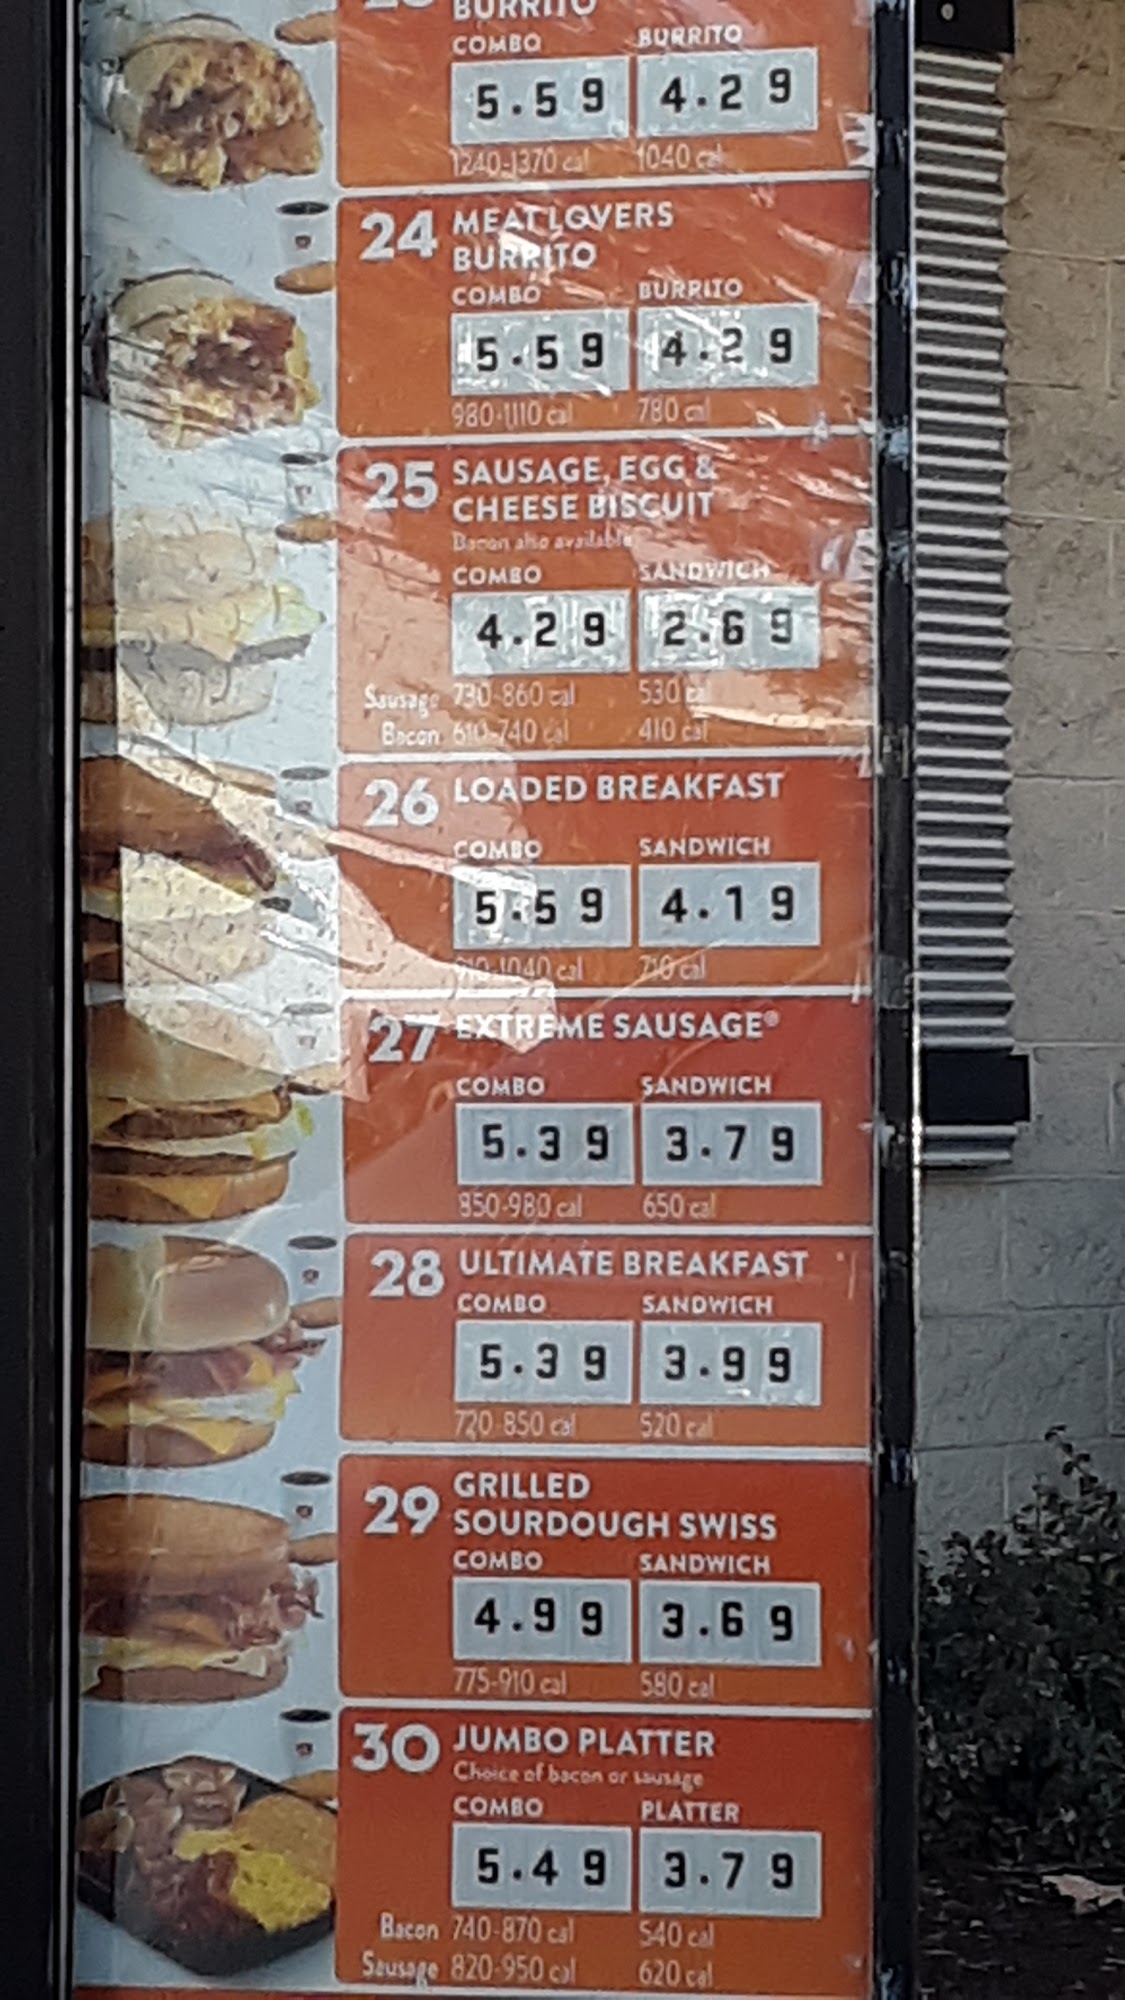 BURRITO
COMBO BURRITO
5.59 4.29
1240-1370 cal 1040 cal
24 MEAT LOVERS
BURRITO
COMBO BURRITO
5.59 4.29
980-1110 cal 780 cal
25 SAUSAGE, EGG &
CHEESE BISCUIT
Bacon also available
COMBO SANDWICH
4.29 2.69
Sausage 730-860 cal 530 cal
Bacon 610-740 cal 410 cal
26 LOADED BREAKFAST
COMBO SANDWICH
5.59 4.19
910-1040 cal 710 cal
27 EXTREME SAUSAGE®
COMBO SANDWICH
5.39 3.79
850-980 cal 650 cal
28 ULTIMATE BREAKFAST
COMBO SANDWICH
5.39 3.99
720-850 cal 520 cal
29 GRILLED
SOURDOUGH SWISS
COMBO SANDWICH
4.99 3.69
775-910 cal 580 cal
30 JUMBO PLATTER
Choice of bacon or sausage
COMBO PLATTER
5.49 3.79
Bacon 740-870 cal 540 cal
Sausage 820-950 cal 620 cal